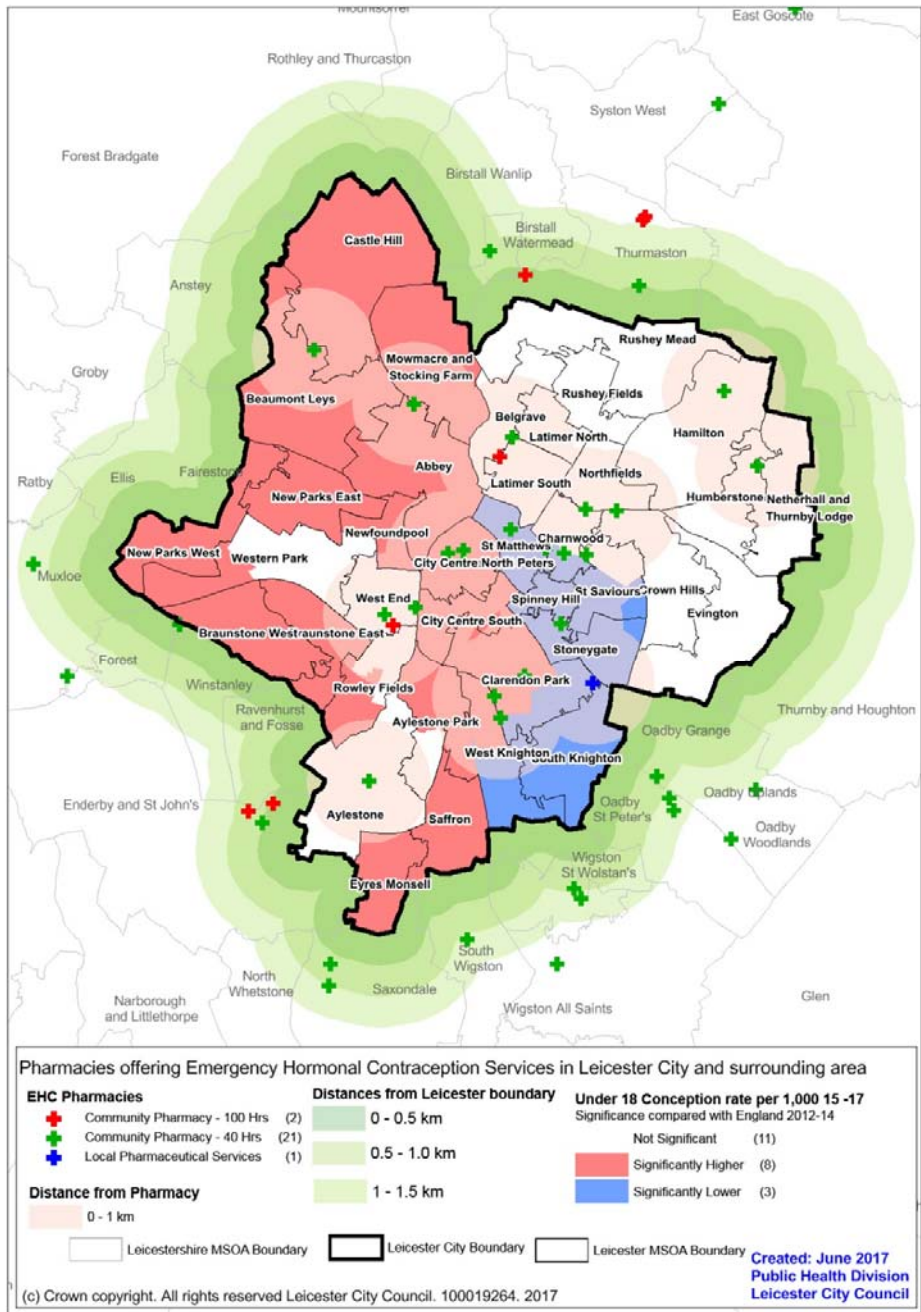 Mountsorrel
East Goscote
Rothley and Thurcaston
Syston West
Forest Bradgate
Birstall Wanlip
Castle Hill
Birstall
Watermead
Thurmaston
Anstey
Rushey Mead
Mowmacre and
Stocking Farm
Groby
Rushey Fields
Beaumont Leys
Belgrave
Latimer North
Hamilton
Abbey
Northfields
Ratby
Ellis
Fairestone
Latimer South
Humberstone
Netherhall and
Thurnby Lodge
New Parks East
Newfoundpool
Charnwood
St Matthews
New Parks West
Western Park
City Centre North
St Peters
Muxloe
West End
Spinney Hill
St Saviours
Crown Hills
Evington
Braunstone West
Braunstone East
City Centre South
Stoneygate
Forest
Winstanley
Rowley Fields
Clarendon Park
Ravenhurst
and Fosse
Aylestone Park
Thurnby and Houghton
Oadby Grange
West Knighton
South Knighton
Enderby and St John's
Aylestone
Saffron
Oadby
St Peter's
Oadby Uplands
Oadby
Woodlands
Eyres Monsell
Wigston
St Wolstan's
South
Wigston
North
Whetstone
Saxondale
Narborough
and Littlethorpe
Wigston All Saints
Glen
Pharmacies offering Emergency Hormonal Contraception Services in Leicester City and surrounding area
EHC Pharmacies
Community Pharmacy - 100 Hrs (2)
Community Pharmacy - 40 Hrs (21)
Local Pharmaceutical Services (1)
Distance from Pharmacy
0 - 1 km
Distances from Leicester boundary
0 - 0.5 km
0.5 - 1.0 km
1 - 1.5 km
Under 18 Conception rate per 1,000 15 -17
Significance compared with England 2012-14
Not Significant (11)
Significantly Higher (8)
Significantly Lower (3)
Leicestershire MSOA Boundary
Leicester City Boundary
Leicester MSOA Boundary
Created: June 2017
Public Health Division
Leicester City Council
(c) Crown copyright. All rights reserved Leicester City Council. 100019264. 2017